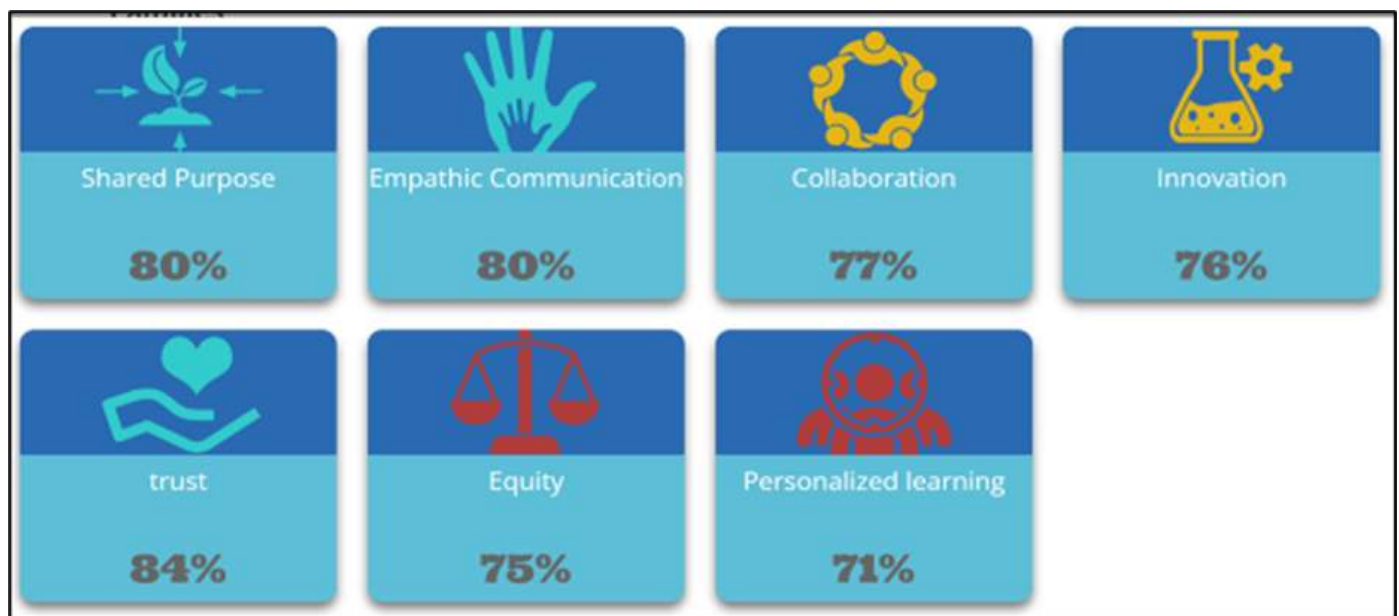 Shared Purpose
80%
Empathic Communication
80%
Collaboration
77%
Innovation
76%
trust
84%
Equity
75%
Personalized learning
71%